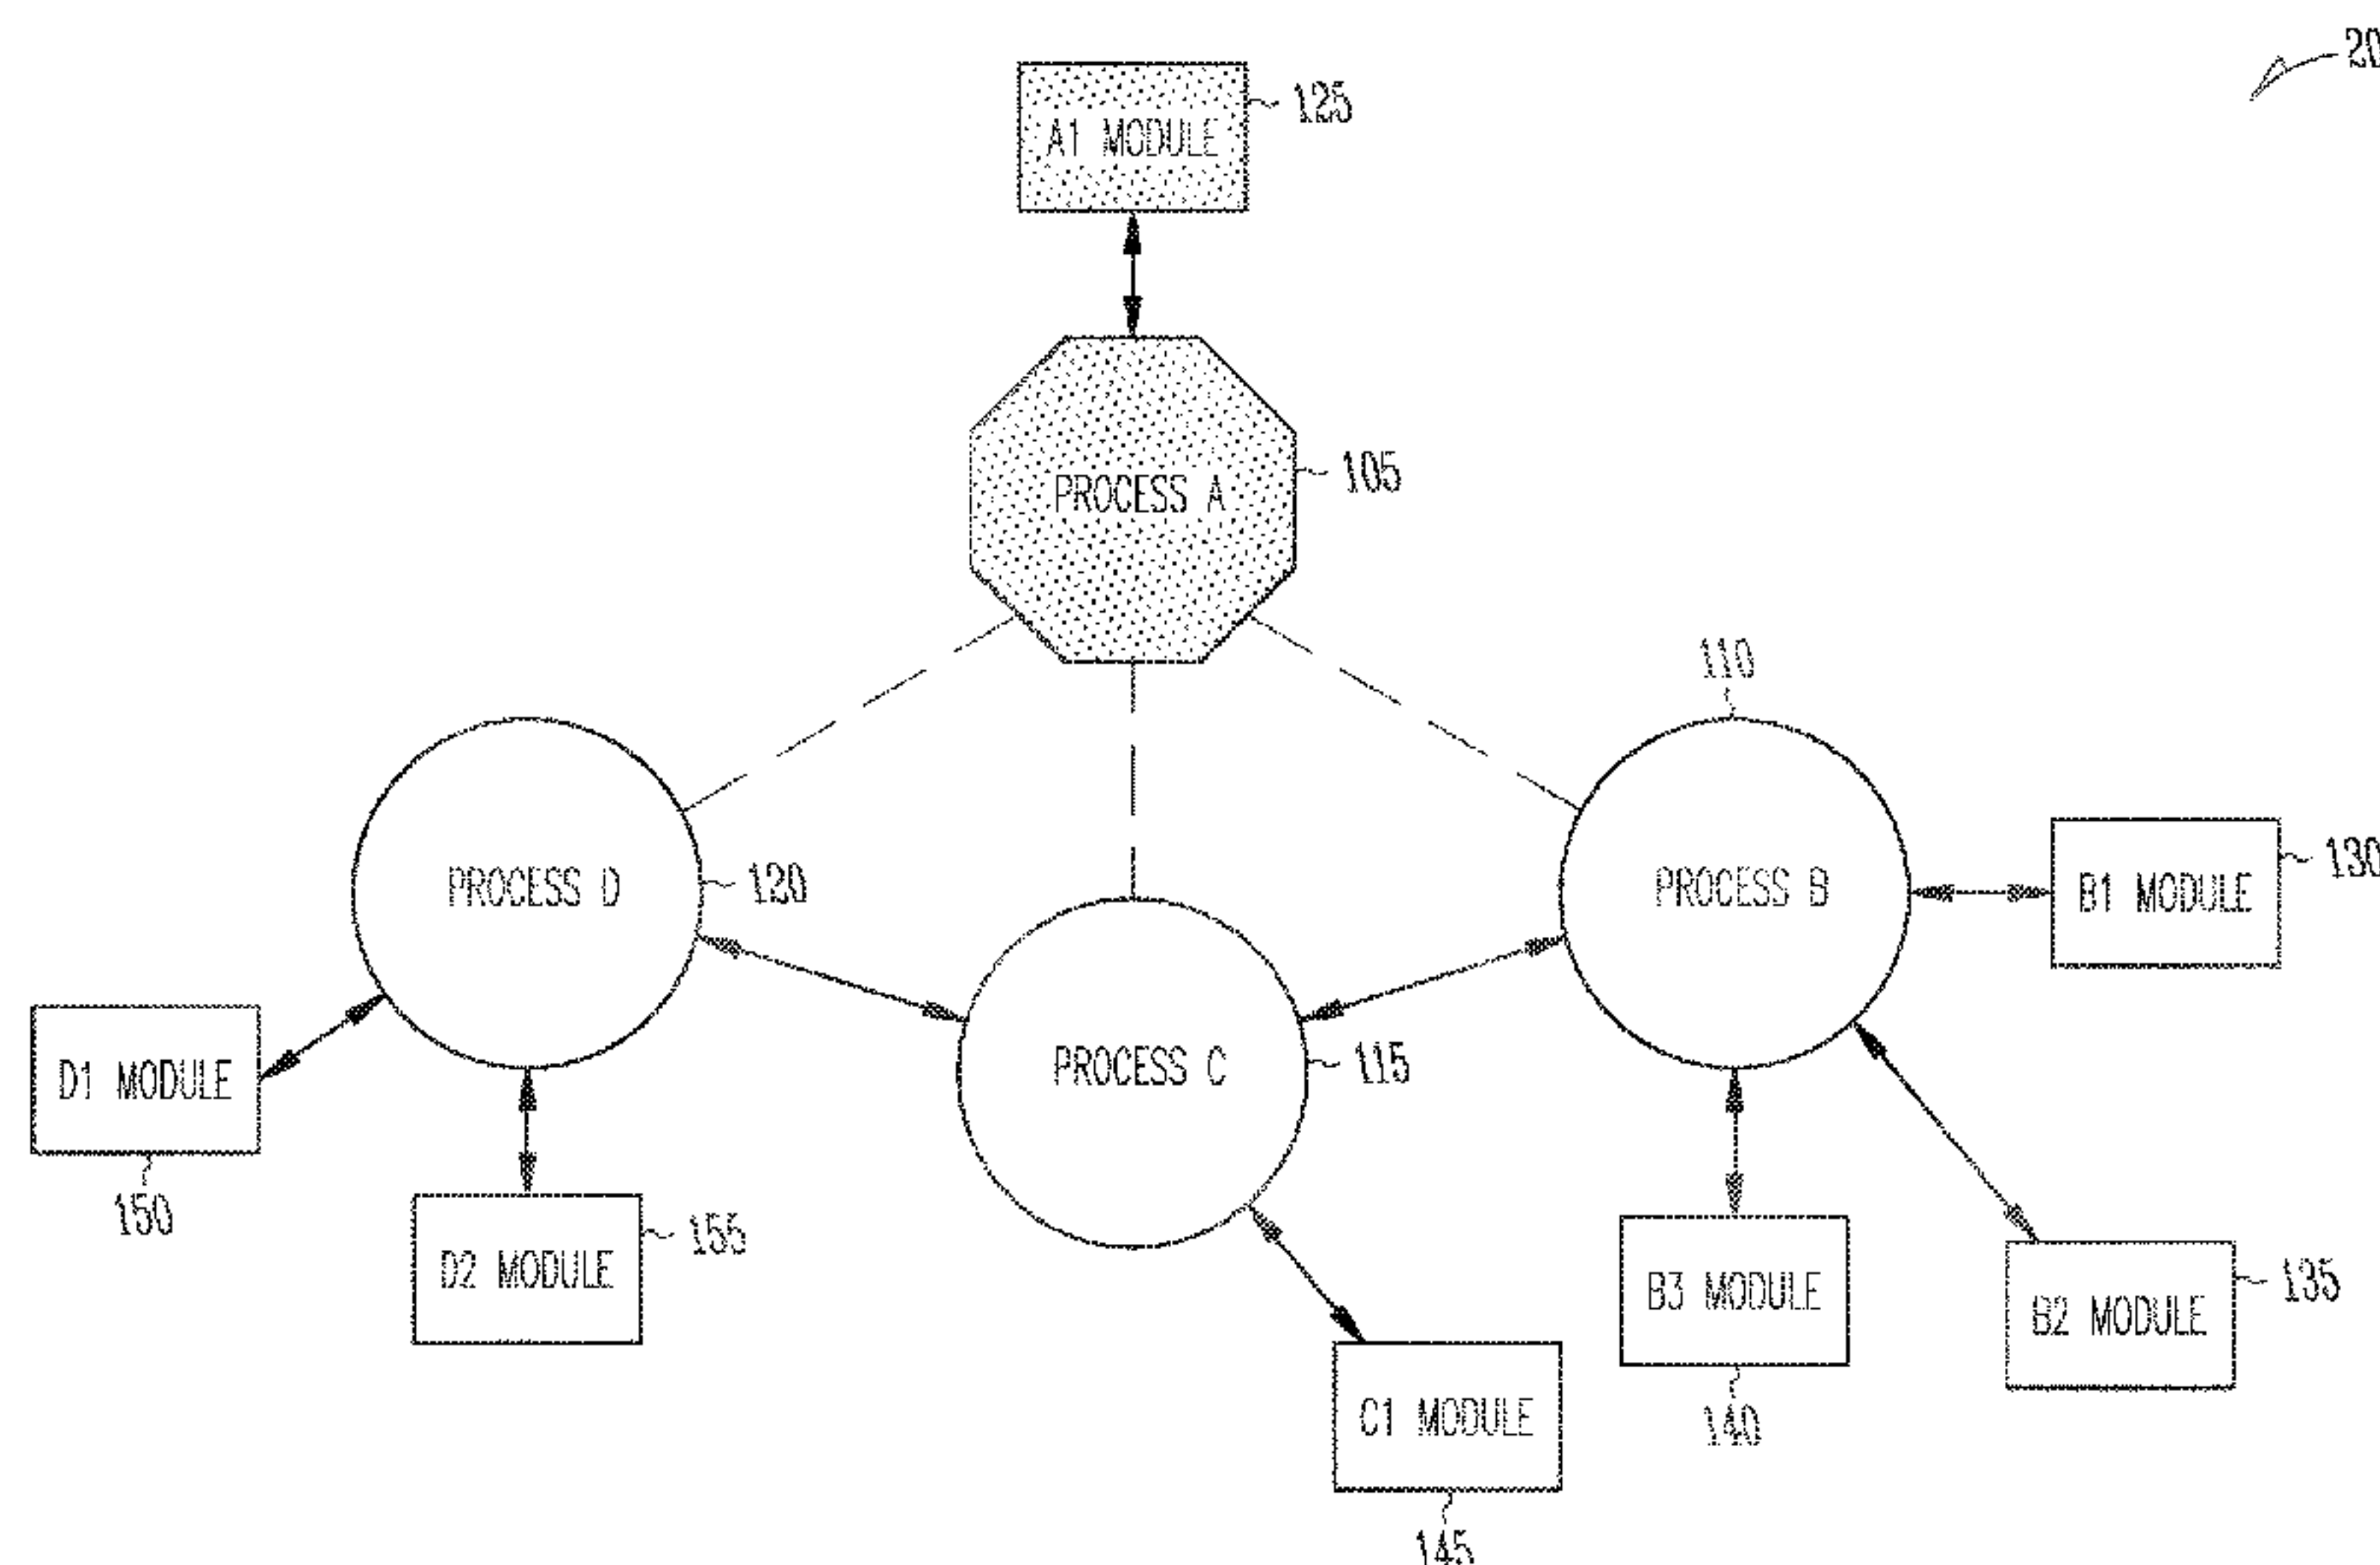 20
A1 MODULE
125
PROCESS A
105
110
PROCESS D
120
PROCESS B
B1 MODULE
130
PROCESS C
115
D1 MODULE
150
D2 MODULE
155
B3 MODULE
140
B2 MODULE
135
C1 MODULE
145